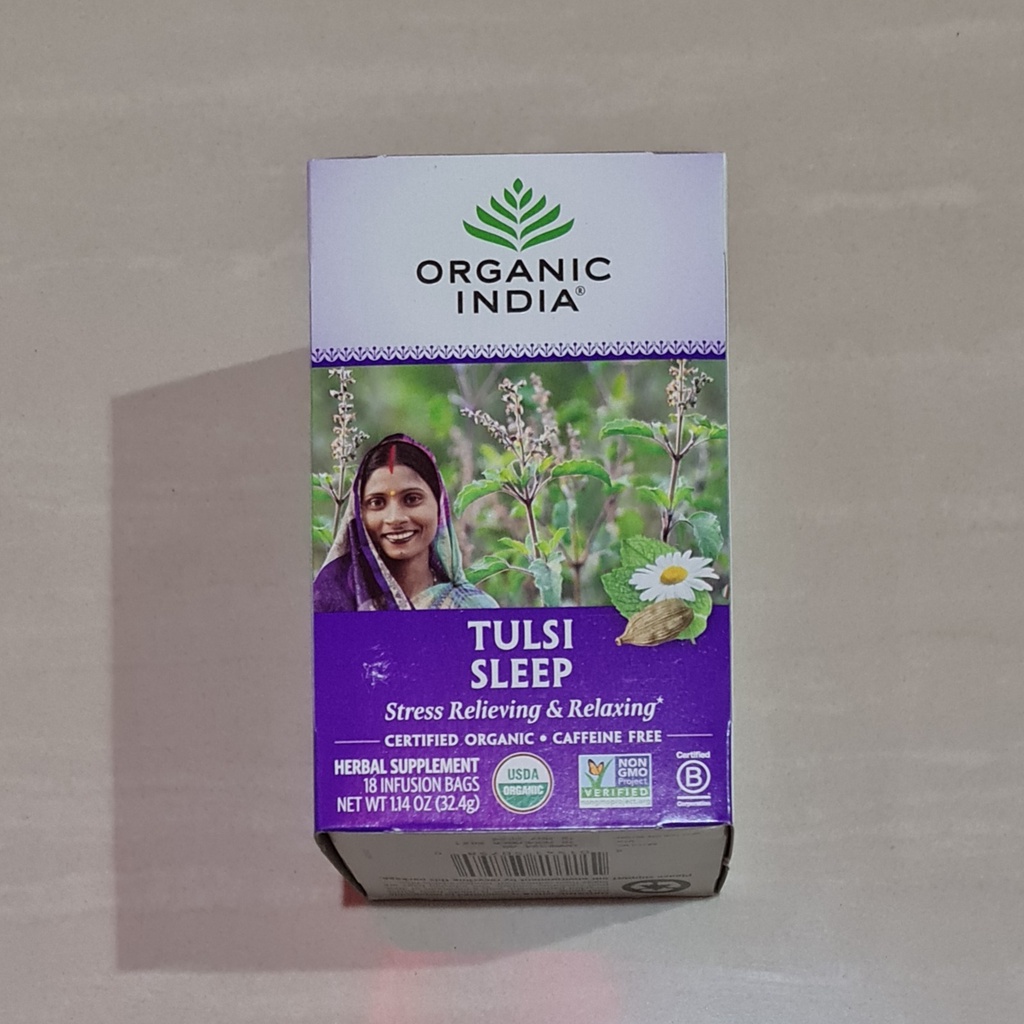 ORGANIC
INDIA®
TULSI
SLEEP
Stress Relieving & Relaxing*
CERTIFIED ORGANIC • CAFFEINE FREE
HERBAL SUPPLEMENT
18 INFUSION BAGS
NET WT 1.14 OZ (32.4g)
USDA
ORGANIC
NON
GMO
Project
VERIFIED
Certified
B
Corporation